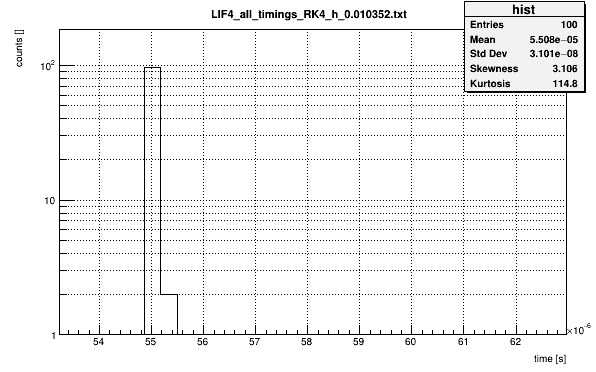 LIF4_all_timings_RK4_h_0.010352.txt
hist
Entries 100
Mean 5.508e−05
Std Dev 3.101e−08
Skewness 3.106
Kurtosis 114.8
counts []
10²
10
1
54 55 56 57 58 59 60 61 62
×10⁻⁶
time [s]